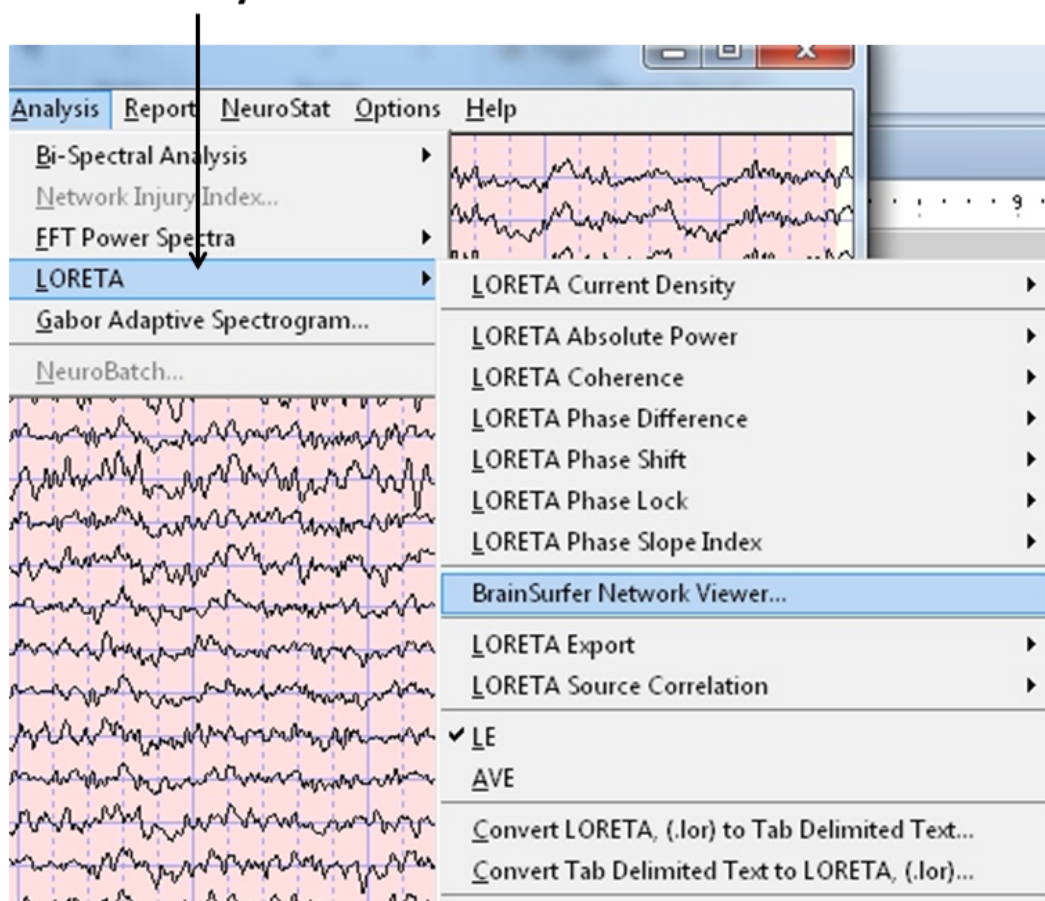 Analysis Report NeuroStat Options Help
Bi-Spectral Analysis
Network Injury Index...
FFT Power Spectra
LORETA
Gabor Adaptive Spectrogram...
NeuroBatch...
9
LORETA Current Density
LORETA Absolute Power
LORETA Coherence
LORETA Phase Difference
LORETA Phase Shift
LORETA Phase Lock
LORETA Phase Slope Index
BrainSurfer Network Viewer...
LORETA Export
LORETA Source Correlation
LE
AVE
Convert LORETA, (.lor) to Tab Delimited Text...
Convert Tab Delimited Text to LORETA, (.lor)...